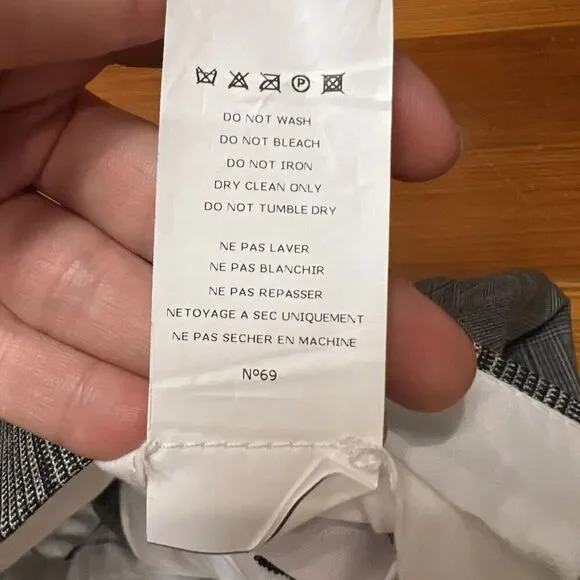 P
DO NOT WASH
DO NOT BLEACH
DO NOT IRON
DRY CLEAN ONLY
DO NOT TUMBLE DRY
NE PAS LAVER
NE PAS BLANCHIR
NE PAS REPASSER
NETOYAGE A SEC UNIQUEMENT
NE PAS SECHER EN MACHINE
Nº69